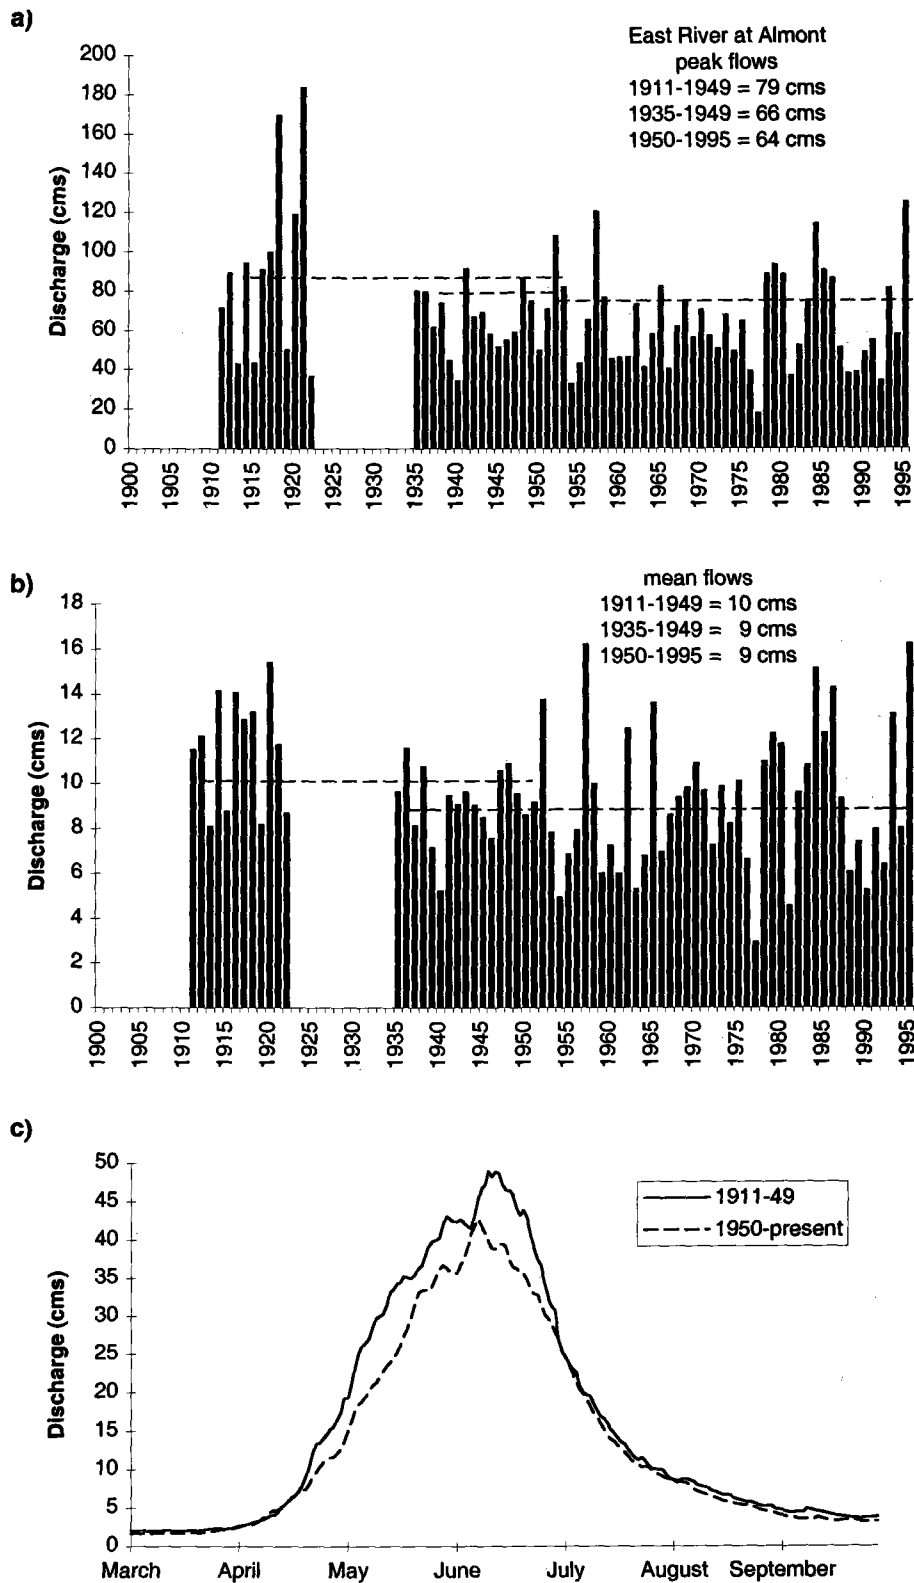 a)
East River at Almont
peak flows
1911-1949 = 79 cms
1935-1949 = 66 cms
1950-1995 = 64 cms
Discharge (cms)
200
180
160
140
120
100
80
60
40
20
0
1900 1905 1910 1915 1920 1925 1930 1935 1940 1945 1950 1955 1960 1965 1970 1975 1980 1985 1990 1995
b)
mean flows
1911-1949 = 10 cms
1935-1949 = 9 cms
1950-1995 = 9 cms
Discharge (cms)
18
16
14
12
10
8
6
4
2
0
1900 1905 1910 1915 1920 1925 1930 1935 1940 1945 1950 1955 1960 1965 1970 1975 1980 1985 1990 1995
c)
1911-49
1950-present
Discharge (cms)
50
45
40
35
30
25
20
15
10
5
0
March April May June July August September